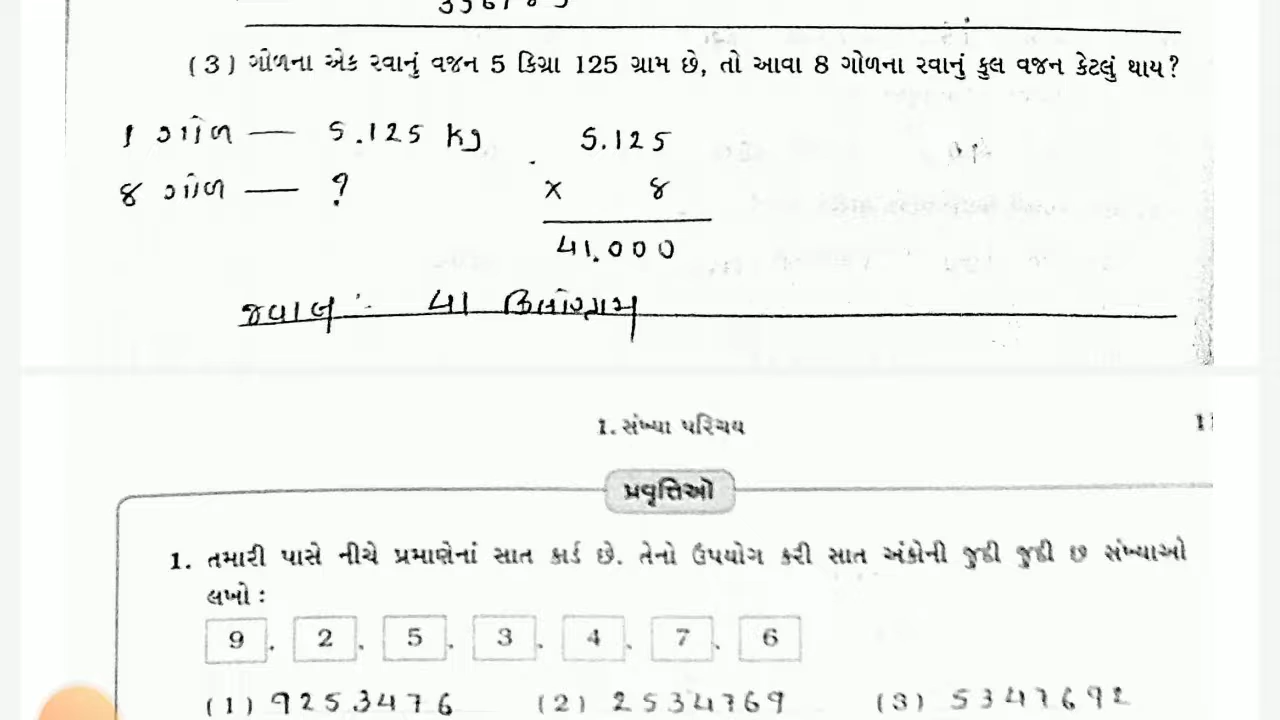 (3) ગોળના એક રવાનું વજન 5 કિગ્રા 125 ગ્રામ છે, તો આવા 8 ગોળના રવાનું કુલ વજન કેટલું થાય?
1 ગોળ — 5.125 kg
8 ગોળ — ?
5.125
x 8
41.000
જવાબ :- 41 કિલોગ્રામ
1. સંખ્યા પરિચય
પ્રવૃત્તિઓ
1. તમારી પાસે નીચે પ્રમાણેનાં સાત કાર્ડ છે. તેનો ઉપયોગ કરી સાત અંકોની જુદી જુદી છ સંખ્યાઓ
લખો :
9, 2, 5, 3, 4, 7, 6
(1) 9253476 (2) 2534769 (3) 5347692